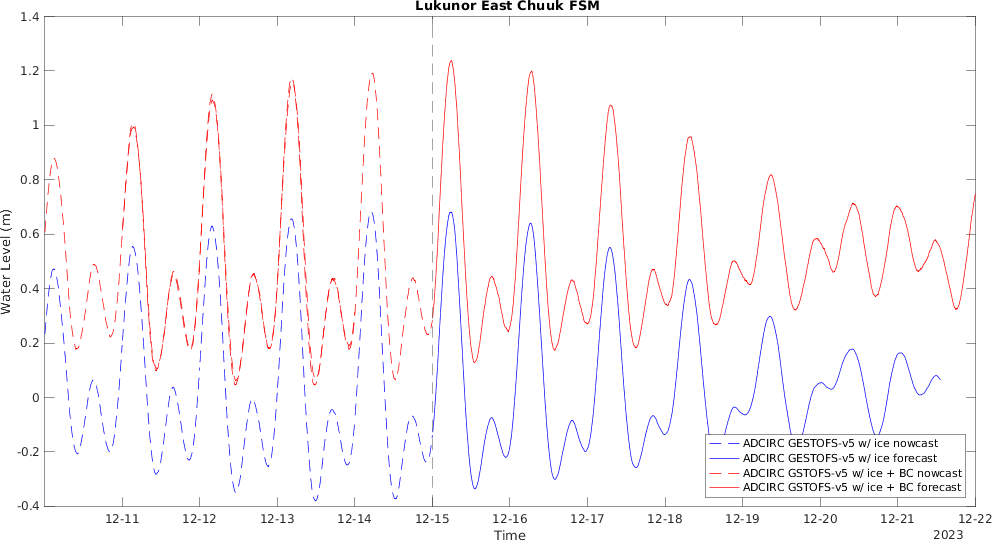 Lukunor East Chuuk FSM
1.4
1.2
1
0.8
0.6
0.4
0.2
0
-0.2
-0.4
Water Level (m)
12-11 12-12 12-13 12-14 12-15 12-16 12-17 12-18 12-19 12-20 12-21 12-22
Time
2023
ADCIRC GESTOFS-v5 w/ ice nowcast
ADCIRC GESTOFS-v5 w/ ice forecast
ADCIRC GSTOFS-v5 w/ ice + BC nowcast
ADCIRC GSTOFS-v5 w/ ice + BC forecast